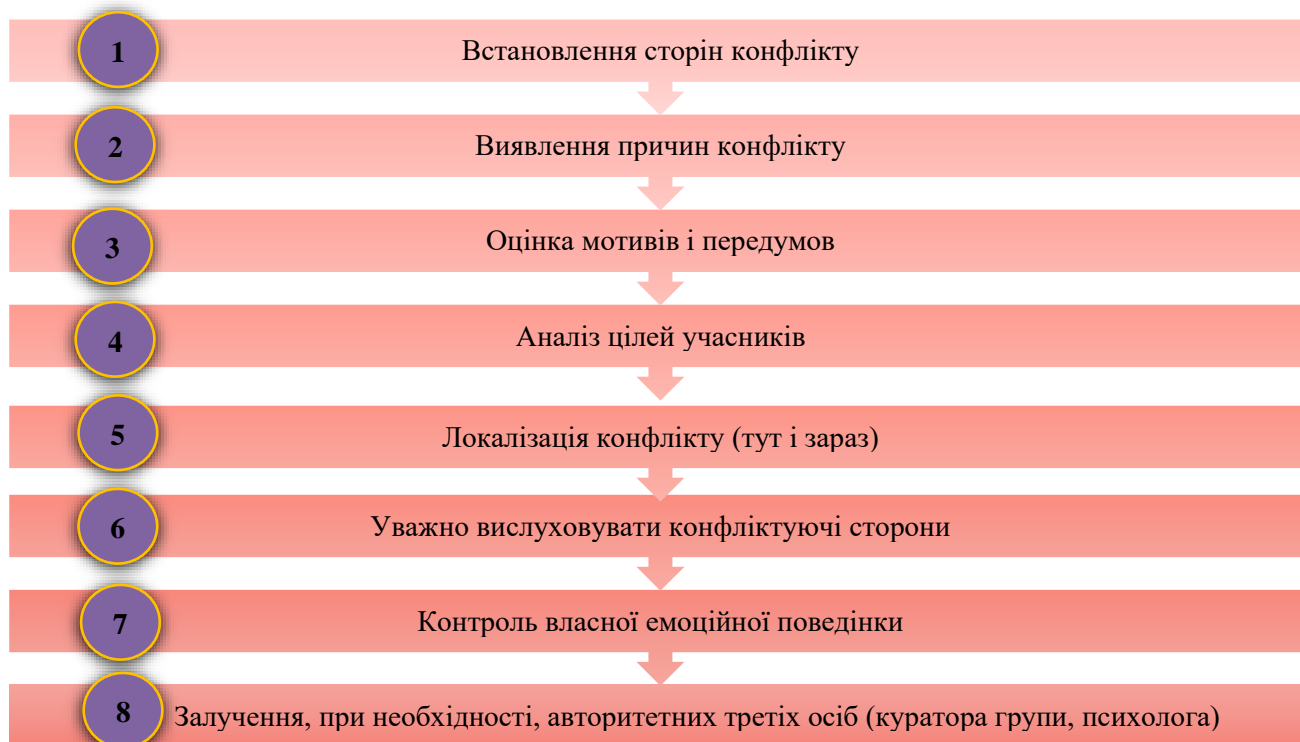 1 Встановлення сторін конфлікту
2 Виявлення причин конфлікту
3 Оцінка мотивів і передумов
4 Аналіз цілей учасників
5 Локалізація конфлікту (тут і зараз)
6 Уважно вислуховувати конфліктуючі сторони
7 Контроль власної емоційної поведінки
8 Залучення, при необхідності, авторитетних третіх осіб (куратора групи, психолога)